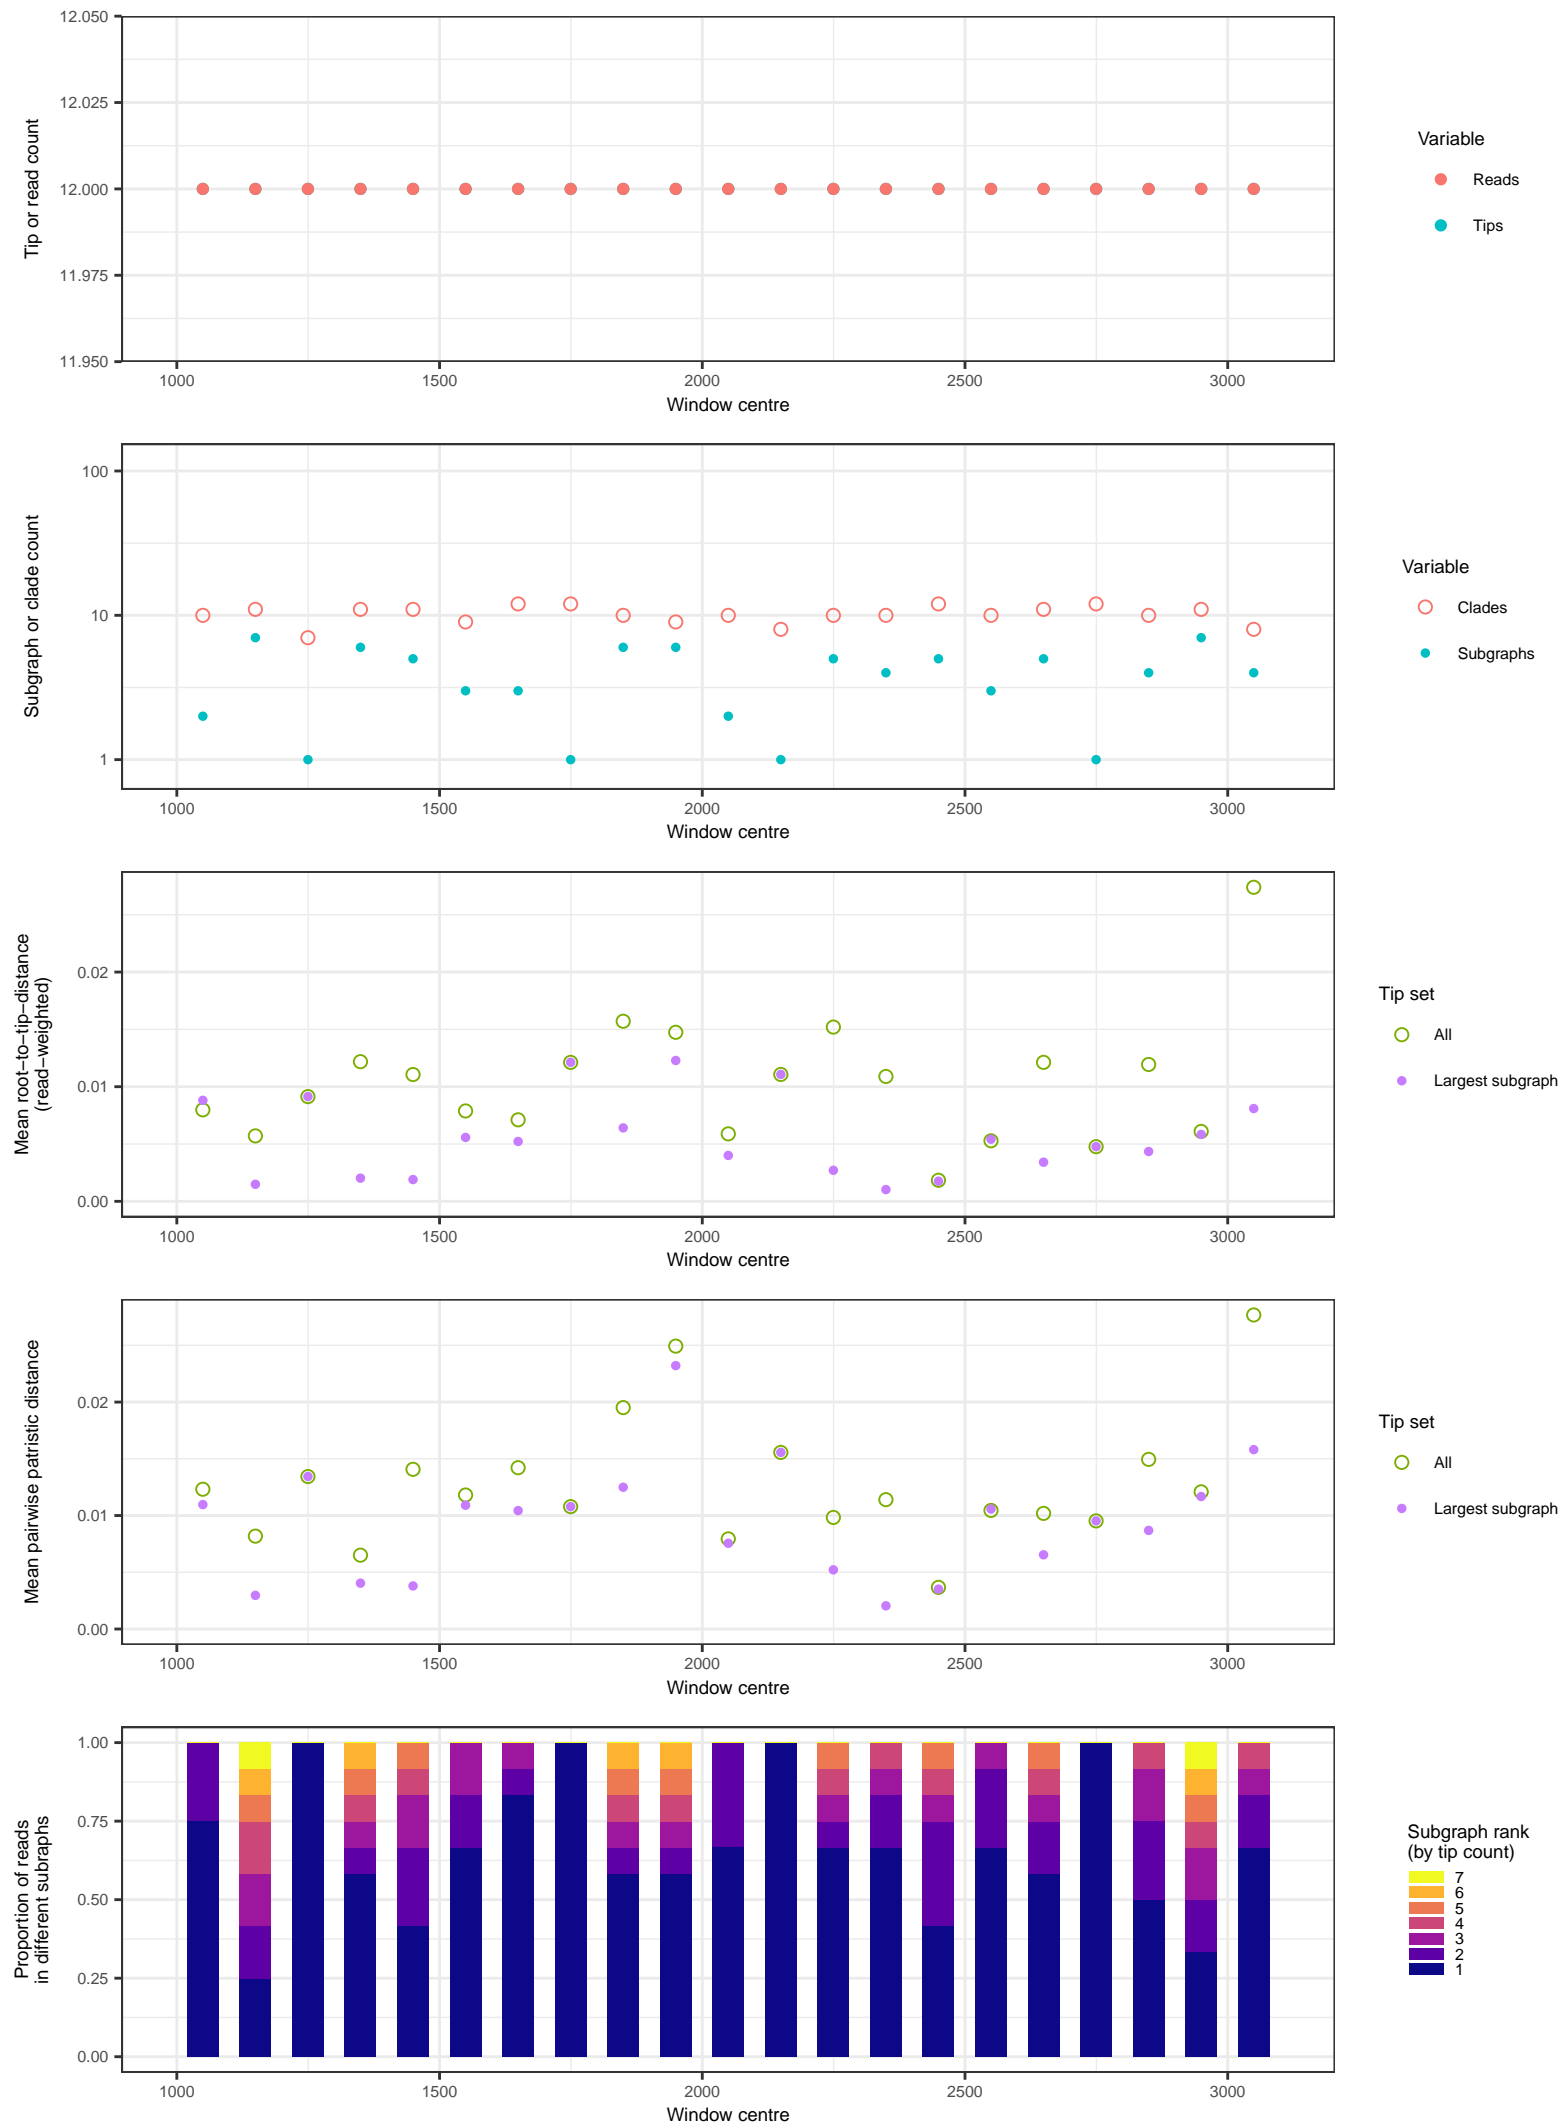 12.050
12.025
12.000
11.975
11.950
Tip or read count
1000 1500 2000 2500 3000
Window centre
Variable
Reads
Tips
100
10
1
Subgraph or clade count
1000 1500 2000 2500 3000
Window centre
Variable
Clades
Subgraphs
0.02
0.01
0.00
Mean root−to−tip−distance
(read−weighted)
1000 1500 2000 2500 3000
Window centre
Tip set
All
Largest subgraph
0.02
0.01
0.00
Mean pairwise patristic distance
1000 1500 2000 2500 3000
Window centre
Tip set
All
Largest subgraph
1.00
0.75
0.50
0.25
0.00
Proportion of reads
in different subraphs
1000 1500 2000 2500 3000
Window centre
Subgraph rank
(by tip count)
7
6
5
4
3
2
1